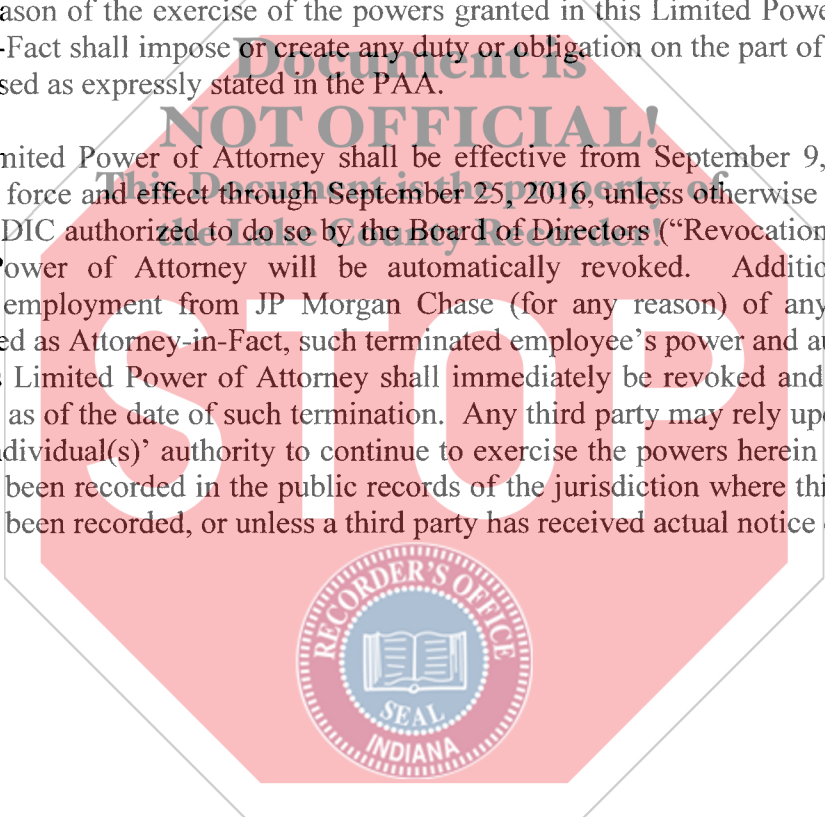 ason of the exercise of the powers granted in this Limited Powe
-Fact shall impose or create any duty or obligation on the part of
sed as expressly stated in the PAA.
Document is
NOT OFFICIAL!
This Document is the property of
the Lake County Recorder!
mited Power of Attorney shall be effective from September 9,
force and effect through September 25, 2016, unless otherwise
DIC authorized to do so by the Board of Directors (“Revocation
Power of Attorney will be automatically revoked. Additio
employment from JP Morgan Chase (for any reason) of any
ed as Attorney-in-Fact, such terminated employee’s power and au
s Limited Power of Attorney shall immediately be revoked and
as of the date of such termination. Any third party may rely upo
ndividual(s)’ authority to continue to exercise the powers herein
been recorded in the public records of the jurisdiction where thi
been recorded, or unless a third party has received actual notice
STOP
RECORDER'S OFFICE
SEAL
INDIANA